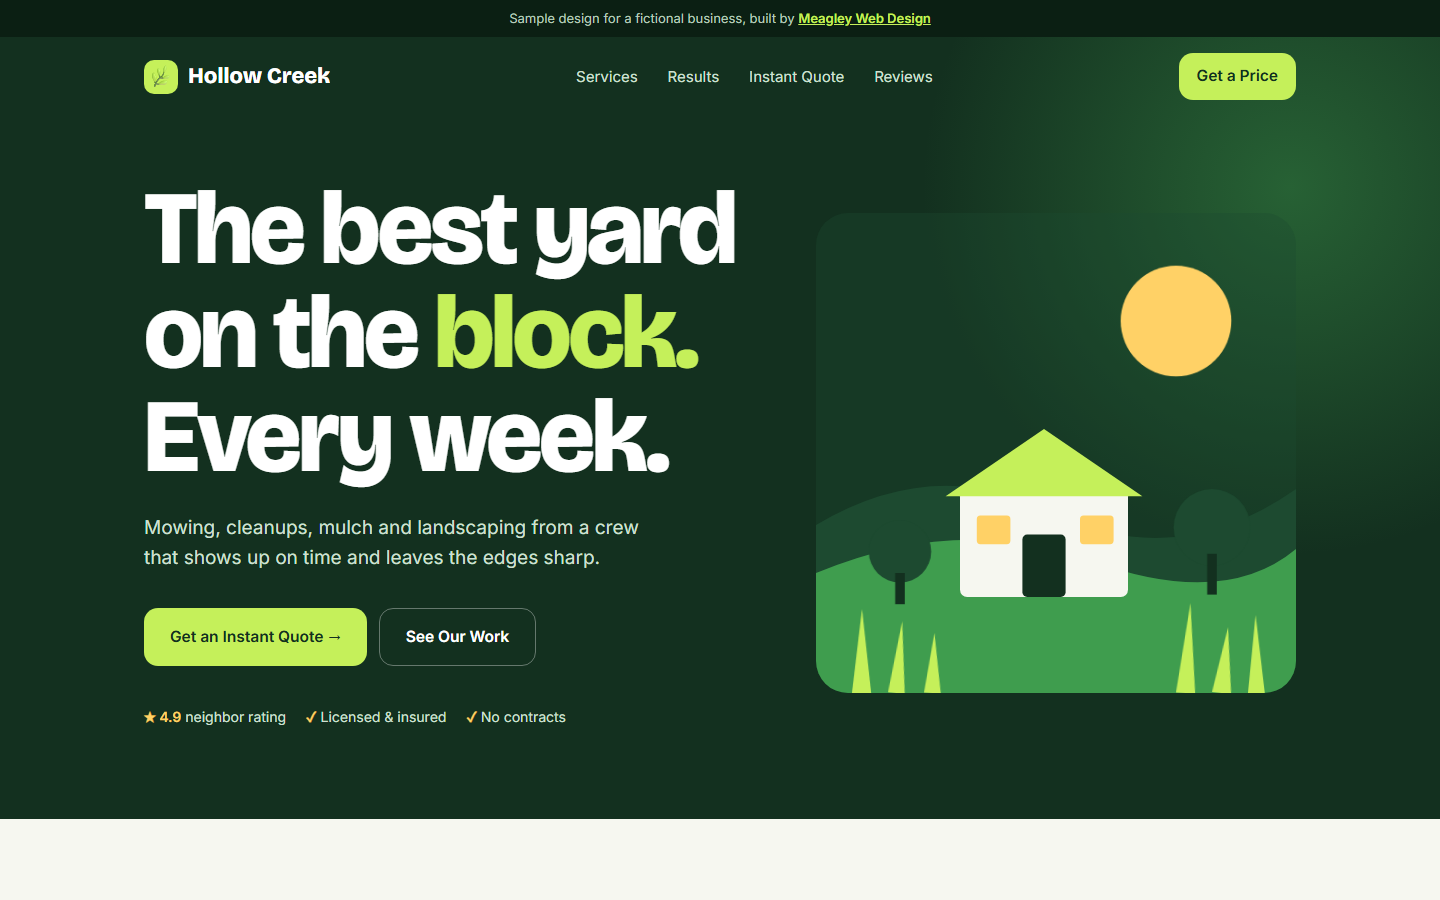 Sample design for a fictional business, built by Meagley Web Design
Hollow Creek
Services
Results
Instant Quote
Reviews
Get a Price
The best yard
on the block.
Every week.
Mowing, cleanups, mulch and landscaping from a crew
that shows up on time and leaves the edges sharp.
Get an Instant Quote →
See Our Work
★ 4.9 neighbor rating
✓ Licensed & insured
✓ No contracts